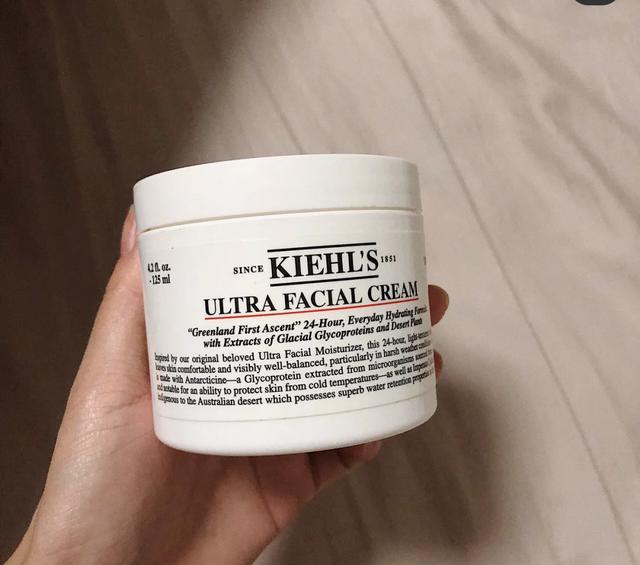 4.2 fl. oz.
- 125 ml
SINCE KIEHL'S 1851
ULTRA FACIAL CREAM
“Greenland First Ascent” 24-Hour, Everyday Hydrating
with Extracts of Glacial Glycoproteins and Desert Plants
Inspired by our original beloved Ultra Facial Moisturizer, this 24-hour,
leaves skin comfortable and visibly well-balanced, particularly in harsh weather
is made with Antarcticine—a Glycoprotein extracted from microorganisms
and notable for an ability to protect skin from cold temperatures—as well as
indigenous to the Australian desert which possesses superb water retention